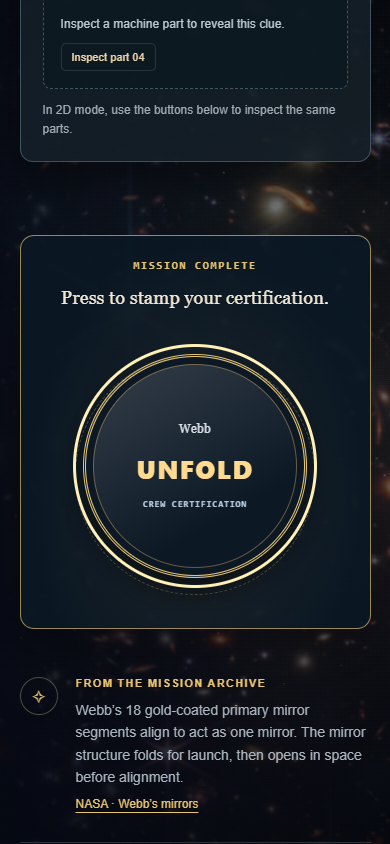 Inspect a machine part to reveal this clue.
Inspect part 04
In 2D mode, use the buttons below to inspect the same
parts.
MISSION COMPLETE
Press to stamp your certification.
Webb
UNFOLD
CREW CERTIFICATION
FROM THE MISSION ARCHIVE
Webb's 18 gold-coated primary mirror
segments align to act as one mirror. The mirror
structure folds for launch, then opens in space
before alignment.
NASA · Webb's mirrors